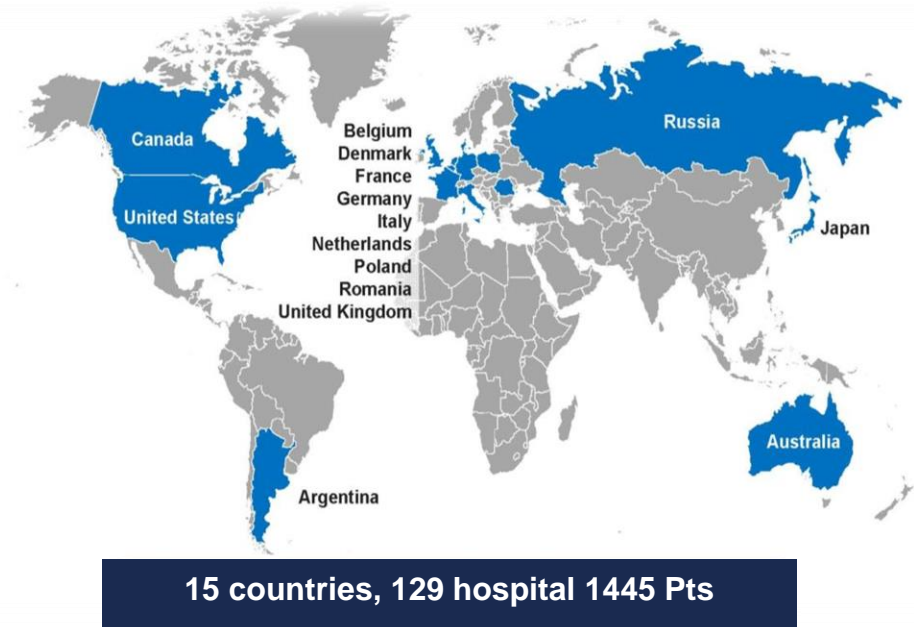 Canada
United States
Belgium
Denmark
France
Germany
Italy
Netherlands
Poland
Romania
United Kingdom
Russia
Japan
Australia
Argentina
15 countries, 129 hospital 1445 Pts